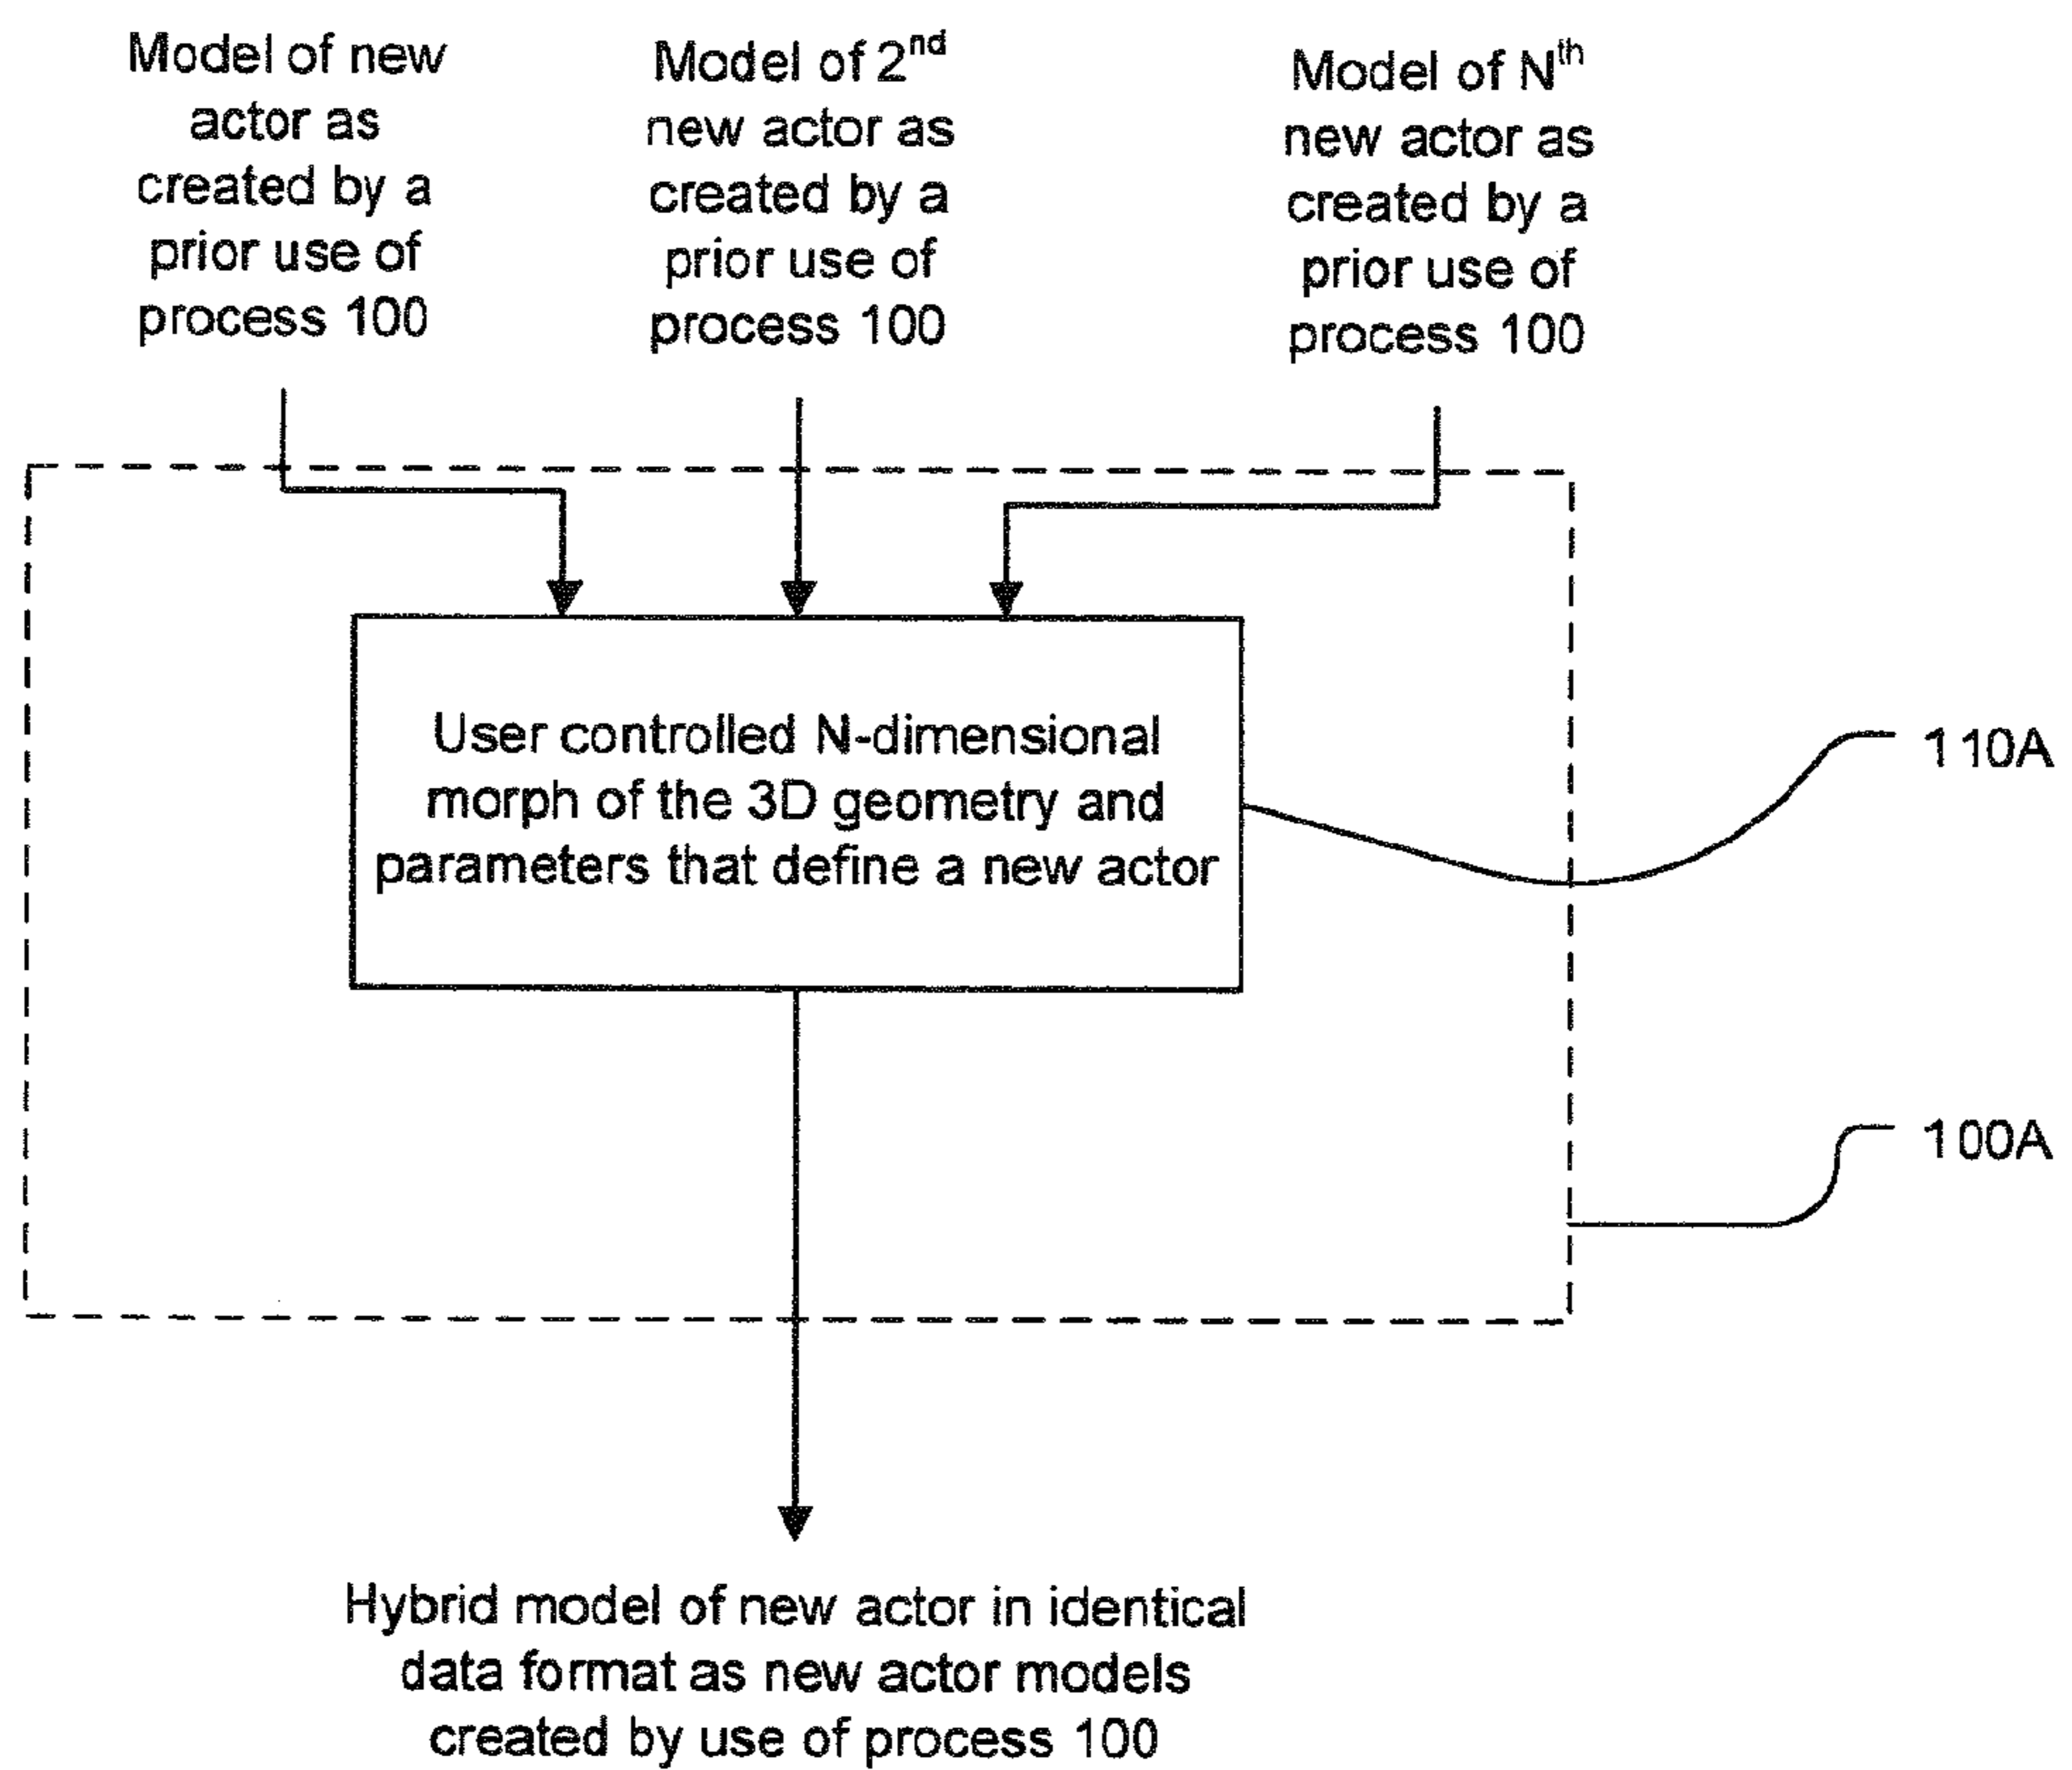 Model of new
actor as
created by a
prior use of
process 100
Model of 2nd
new actor as
created by a
prior use of
process 100
Model of Nth
new actor as
created by a
prior use of
process 100
User controlled N-dimensional
morph of the 3D geometry and
parameters that define a new actor
110A
100A
Hybrid model of new actor in identical
data format as new actor models
created by use of process 100